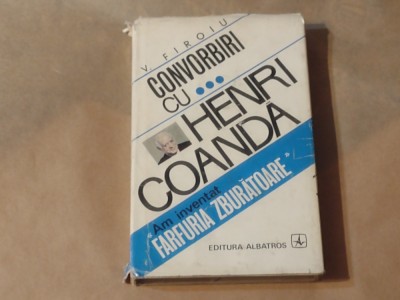 V. FIROIU
CONVORBIRI
CU...
HENRI
COANDA
Am inventat
FARFURIA ZBURĂTOARE
EDITURA ALBATROS